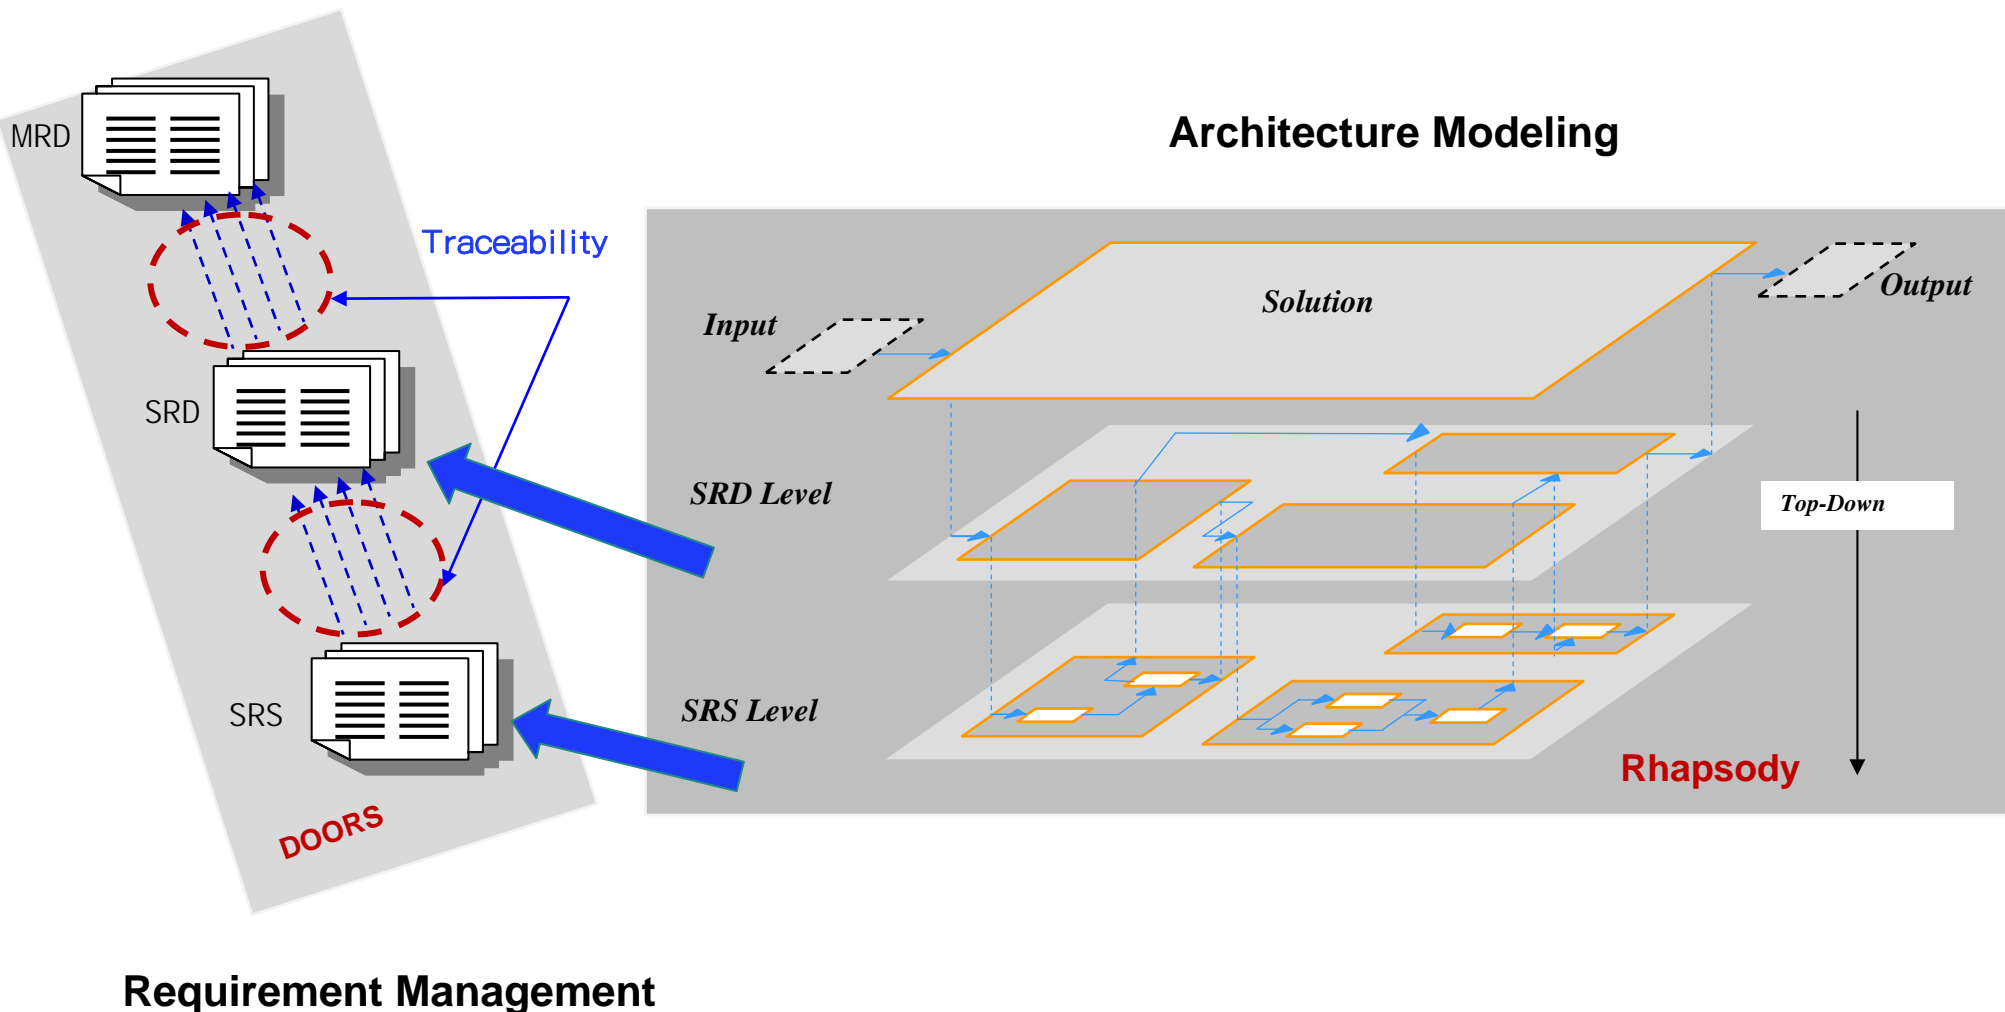 Architecture Modeling
MRD
Traceability
Solution
Output
Input
SRD
SRD Level
Top-Down
SRS
SRS Level
Rhapsody
DOORS
Requirement Management